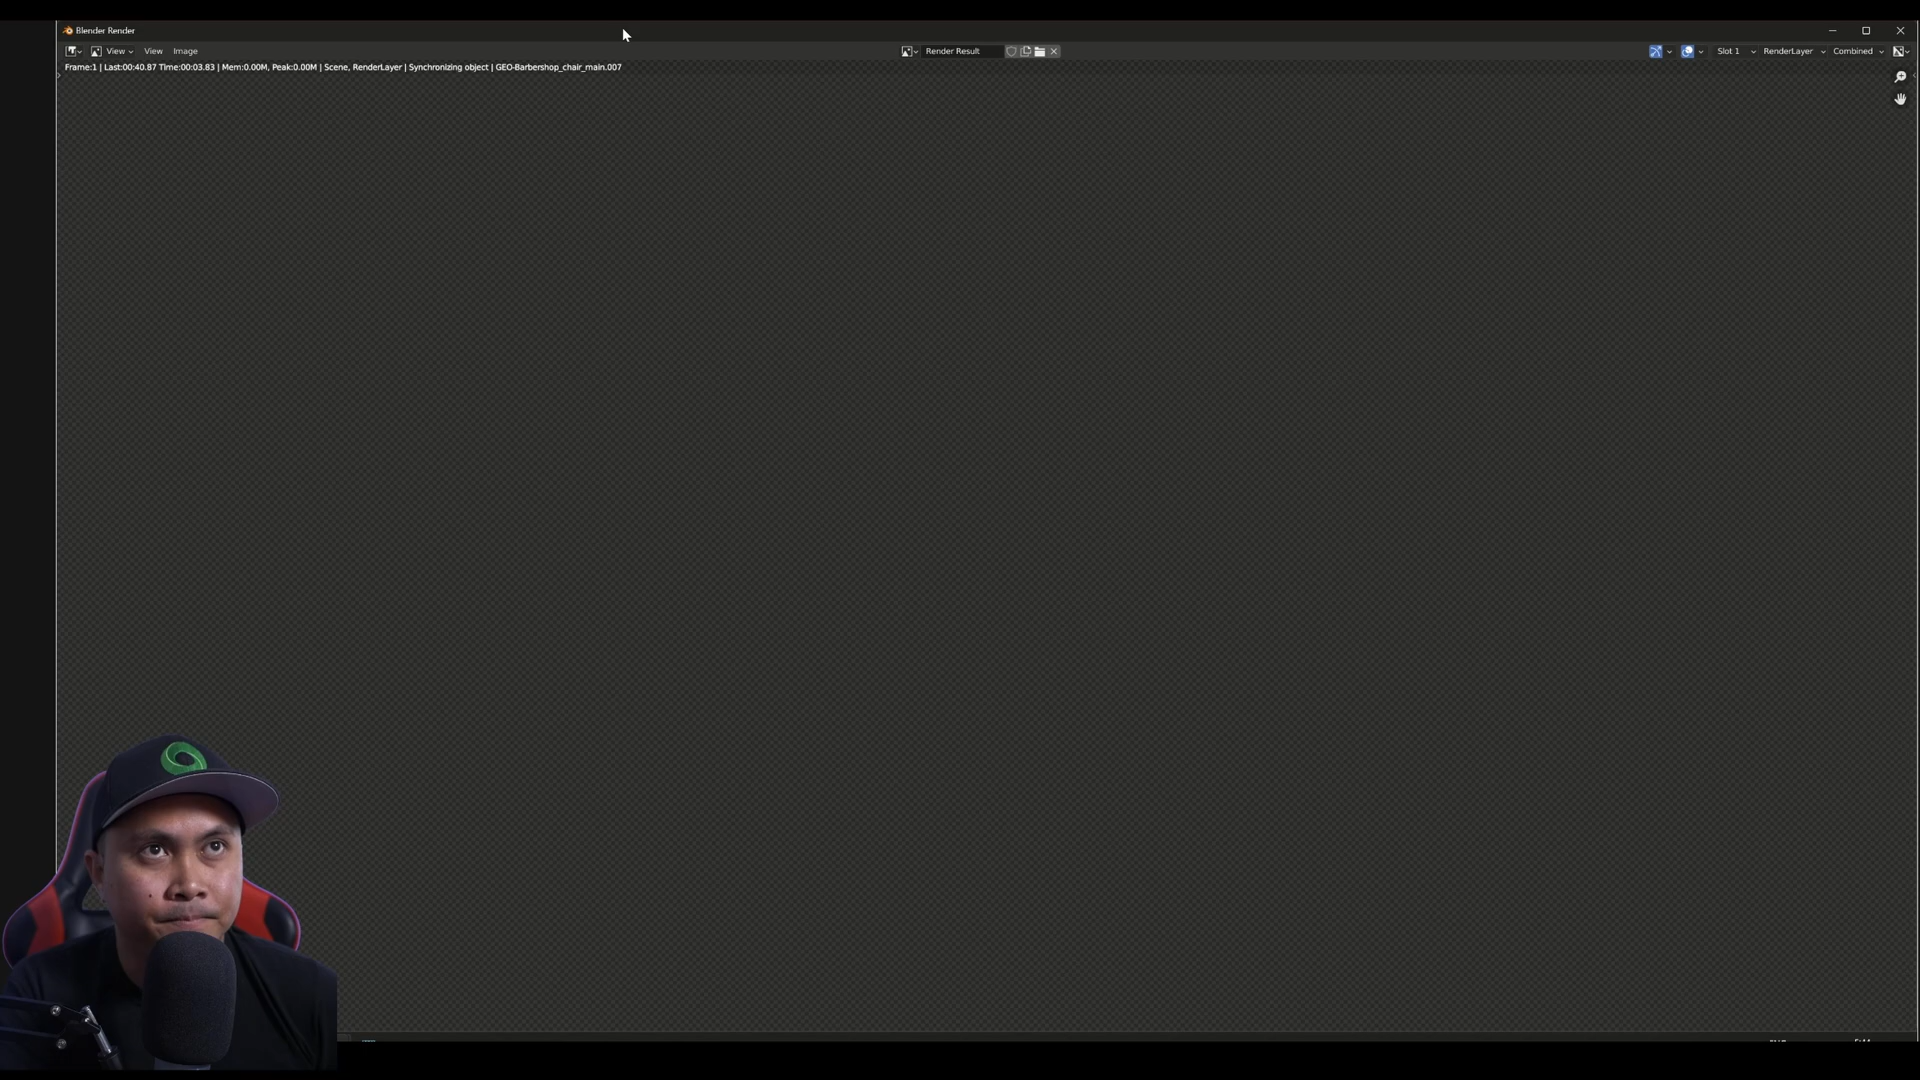 Blender Render
View View Image Render Result Slot 1 RenderLayer Combined
Frame:1 | Last:00:40.87 Time:00:03.83 | Mem:0.00M, Peak:0.00M | Scene, RenderLayer | Synchronizing object | GEO-Barbershop_chair_main.007